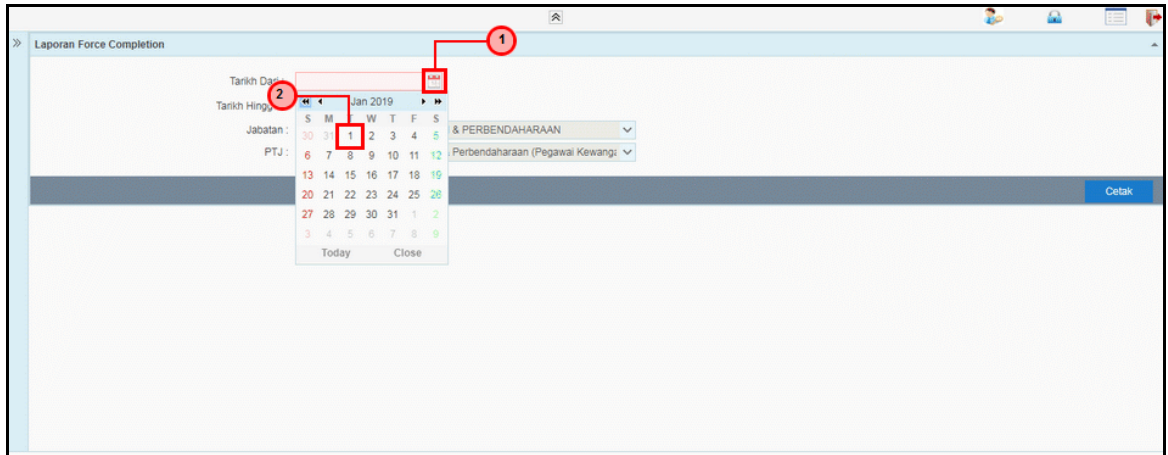 Laporan Force Completion
1
Tarikh Dari :
2
Tarikh Hingg
Jan 2019
S M T W T F S
30 31 1 2 3 4 5
6 7 8 9 10 11 12
13 14 15 16 17 18 19
20 21 22 23 24 25 26
27 28 29 30 31 1 2
3 4 5 6 7 8 9
Today Close
Jabatan : & PERBENDAHARAAN
PTJ : Perbendaharaan (Pegawai Kewanga
Cetak